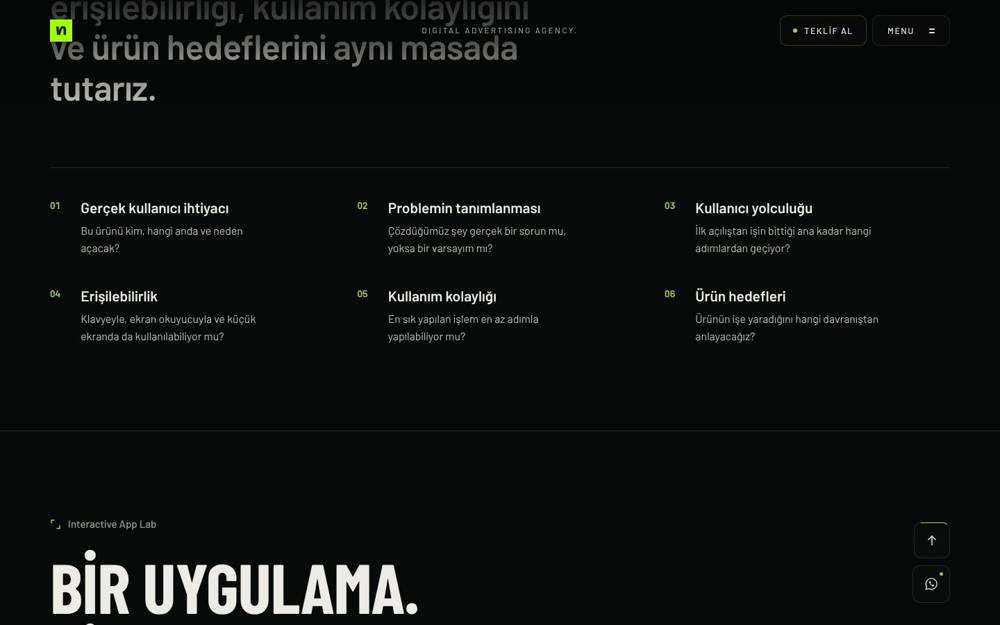 erişilebilirliği, kullanım kolaylığını
DIGITAL ADVERTISING AGENCY.
TEKLİF AL
MENU
ve ürün hedeflerini aynı masada
tutarız.
01 Gerçek kullanıcı ihtiyacı
Bu ürünü kim, hangi anda ve neden
açacak?
02 Problemin tanımlanması
Çözdüğümüz şey gerçek bir sorun mu,
yoksa bir varsayım mı?
03 Kullanıcı yolculuğu
İlk açılıştan işin bittiği ana kadar hangi
adımlardan geçiyor?
04 Erişilebilirlik
Klavyeyle, ekran okuyucuyla ve küçük
ekranda da kullanılabiliyor mu?
05 Kullanım kolaylığı
En sık yapılan işlem en az adımla
yapılabiliyor mu?
06 Ürün hedefleri
Ürünün işe yaradığını hangi davranıştan
anlayacağız?
Interactive App Lab
BİR UYGULAMA.